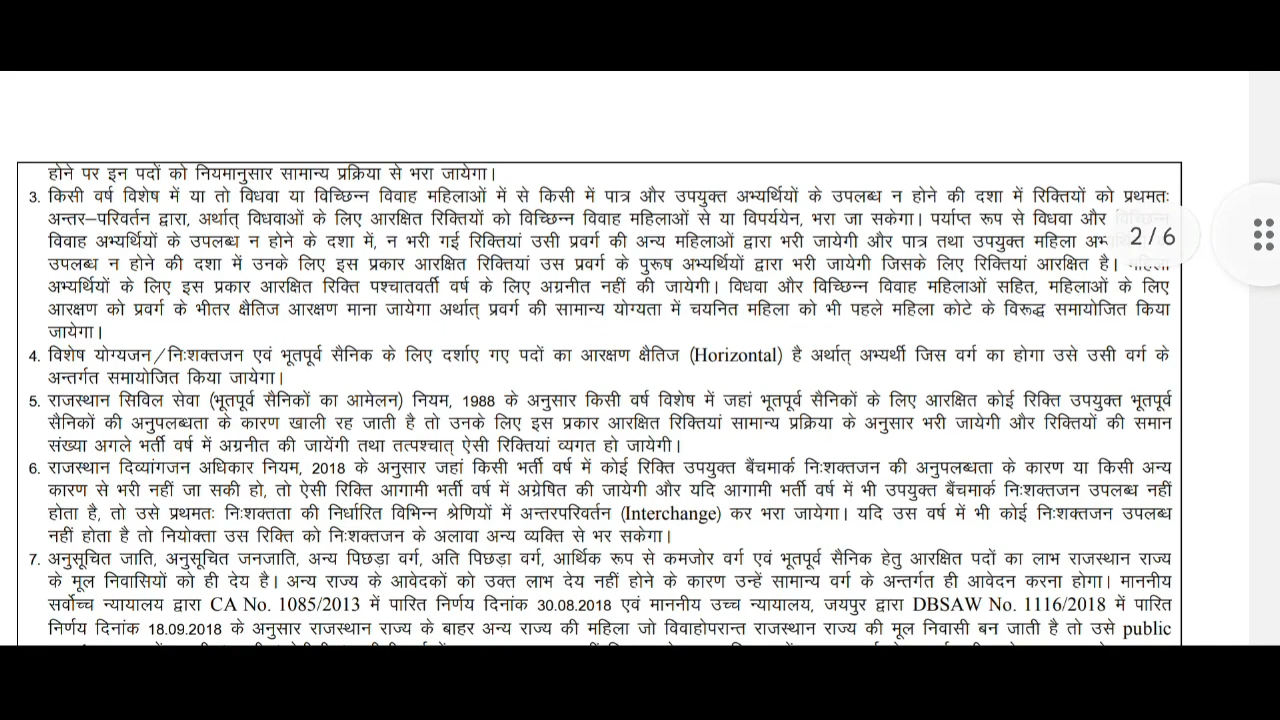 होने पर इन पदों को नियमानुसार सामान्य प्रक्रिया से भरा जायेगा।
3. किसी वर्ष विशेष में या तो विधवा या विच्छिन्न विवाह महिलाओं में से किसी में पात्र और उपयुक्त अभ्यर्थियों के उपलब्ध न होने की दशा में रिक्तियों को प्रथमतः
अन्तर–परिवर्तन द्वारा, अर्थात् विधवाओं के लिए आरक्षित रिक्तियों को विच्छिन्न विवाह महिलाओं से या विपर्ययेन, भरा जा सकेगा। पर्याप्त रूप से विधवा और विच्छिन्न
विवाह अभ्यर्थियों के उपलब्ध न होने के दशा में, न भरी गई रिक्तियां उसी प्रवर्ग की अन्य महिलाओं द्वारा भरी जायेगी और पात्र तथा उपयुक्त महिला
2 / 6
उपलब्ध न होने की दशा में उनके लिए इस प्रकार आरक्षित रिक्तियां उस प्रवर्ग के पुरूष अभ्यर्थियों द्वारा भरी जायेगी जिसके लिए रिक्तियां आरक्षित है। महिला
अभ्यर्थियों के लिए इस प्रकार आरक्षित रिक्ति पश्चातवर्ती वर्ष के लिए अग्रनीत नहीं की जायेगी। विधवा और विच्छिन्न विवाह महिलाओं सहित, महिलाओं के लिए
आरक्षण को प्रवर्ग के भीतर क्षैतिज आरक्षण माना जायेगा अर्थात् प्रवर्ग की सामान्य योग्यता में चयनित महिला को भी पहले महिला कोटे के विरूद्ध समायोजित किया
जायेगा।
4. विशेष योग्यजन/निःशक्तजन एवं भूतपूर्व सैनिक के लिए दर्शाए गए पदों का आरक्षण क्षैतिज (Horizontal) है अर्थात् अभ्यर्थी जिस वर्ग का होगा उसे उसी वर्ग के
अन्तर्गत समायोजित किया जायेगा।
5. राजस्थान सिविल सेवा (भूतपूर्व सैनिकों का आमेलन) नियम, 1988 के अनुसार किसी वर्ष विशेष में जहां भूतपूर्व सैनिकों के लिए आरक्षित कोई रिक्ति उपयुक्त भूतपूर्व
सैनिकों की अनुपलब्धता के कारण खाली रह जाती है तो उनके लिए इस प्रकार आरक्षित रिक्तियां सामान्य प्रक्रिया के अनुसार भरी जायेगी और रिक्तियों की समान
संख्या अगले भर्ती वर्ष में अग्रनीत की जायेंगी तथा तत्पश्चात् ऐसी रिक्तियां व्यगत हो जायेगी।
6. राजस्थान दिव्यांगजन अधिकार नियम, 2018 के अनुसार जहां किसी भर्ती वर्ष में कोई रिक्ति उपयुक्त बैंचमार्क निःशक्तजन की अनुपलब्धता के कारण या किसी अन्य
कारण से भरी नहीं जा सकी हो, तो ऐसी रिक्ति आगामी भर्ती वर्ष में अग्रेषित की जायेगी और यदि आगामी भर्ती वर्ष में भी उपयुक्त बैंचमार्क निःशक्तजन उपलब्ध नहीं
होता है, तो उसे प्रथमतः निःशक्तता की निर्धारित विभिन्न श्रेणियों में अन्तरपरिवर्तन (Interchange) कर भरा जायेगा। यदि उस वर्ष में भी कोई निःशक्तजन उपलब्ध
नहीं होता है तो नियोक्ता उस रिक्ति को निःशक्तजन के अलावा अन्य व्यक्ति से भर सकेगा।
7. अनुसूचित जाति, अनुसूचित जनजाति, अन्य पिछड़ा वर्ग, अति पिछड़ा वर्ग, आर्थिक रूप से कमजोर वर्ग एवं भूतपूर्व सैनिक हेतु आरक्षित पदों का लाभ राजस्थान राज्य
के मूल निवासियों को ही देय है। अन्य राज्य के आवेदकों को उक्त लाभ देय नहीं होने के कारण उन्हें सामान्य वर्ग के अन्तर्गत ही आवेदन करना होगा। माननीय
सर्वोच्च न्यायालय द्वारा CA No. 1085/2013 में पारित निर्णय दिनांक 30.08.2018 एवं माननीय उच्च न्यायालय, जयपुर द्वारा DBSAW No. 1116/2018 में पारित
निर्णय दिनांक 18.09.2018 के अनुसार राजस्थान राज्य के बाहर अन्य राज्य की महिला जो विवाहोपरान्त राजस्थान राज्य की मूल निवासी बन जाती है तो उसे public